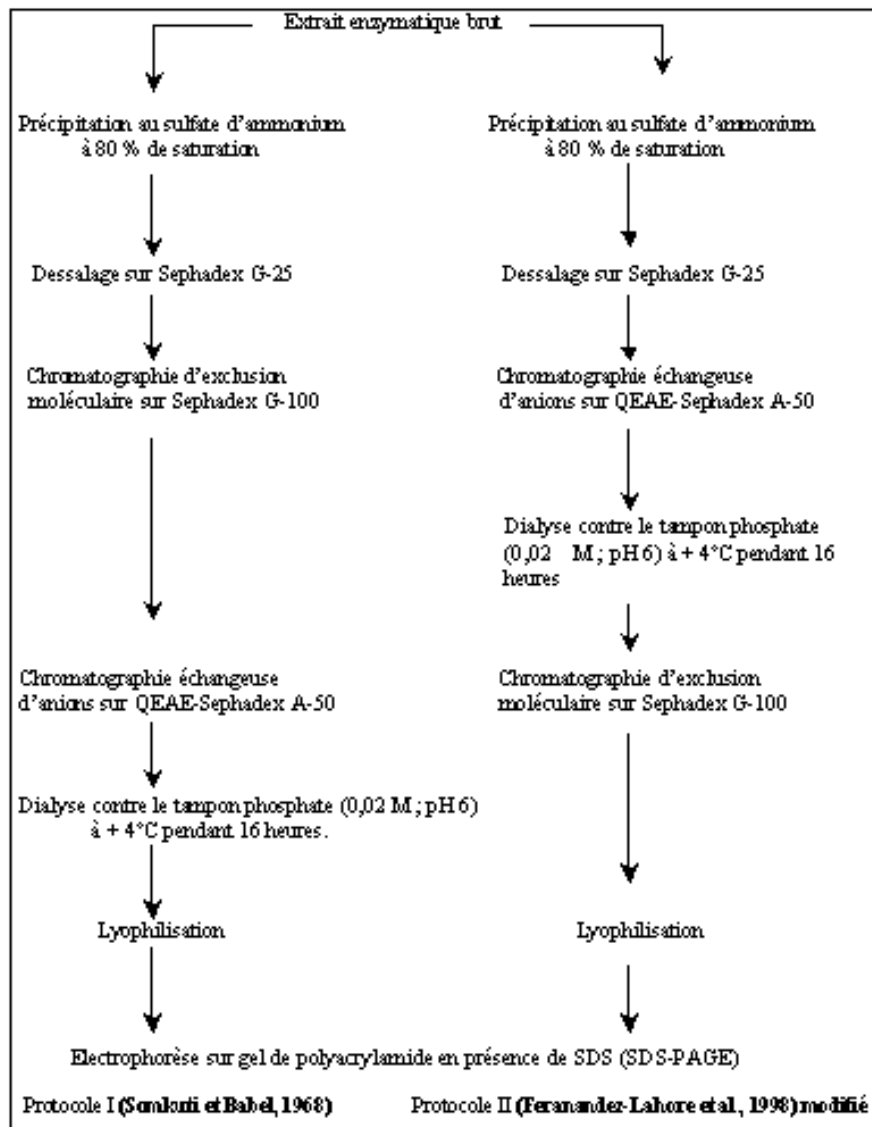 Extrait enzymatique brut
Précipitation au sulfate d'ammonium
à 80 % de saturation
Dessalage sur Sephadex G-25
Chromatographie d'exclusion
moléculaire sur Sephadex G-100
Chromatographie échangeuse
d'anions sur QEAE-Sephadex A-50
Dialyse contre le tampon phosphate (0,02 M ; pH 6)
à + 4°C pendant 16 heures.
Lyophilisation
Précipitation au sulfate d'ammonium
à 80 % de saturation
Dessalage sur Sephadex G-25
Chromatographie échangeuse
d'anions sur QEAE-Sephadex A-50
Dialyse contre le tampon phosphate
(0,02 M ; pH 6) à + 4°C pendant 16
heures
Chromatographie d'exclusion
moléculaire sur Sephadex G-100
Lyophilisation
Electrophorèse sur gel de polyacrylamide en présence de SDS (SDS-PAGE)
Protocole I (Somkuti et Babel, 1968)
Protocole II (Feranander-Lahore et al., 1998) modifié